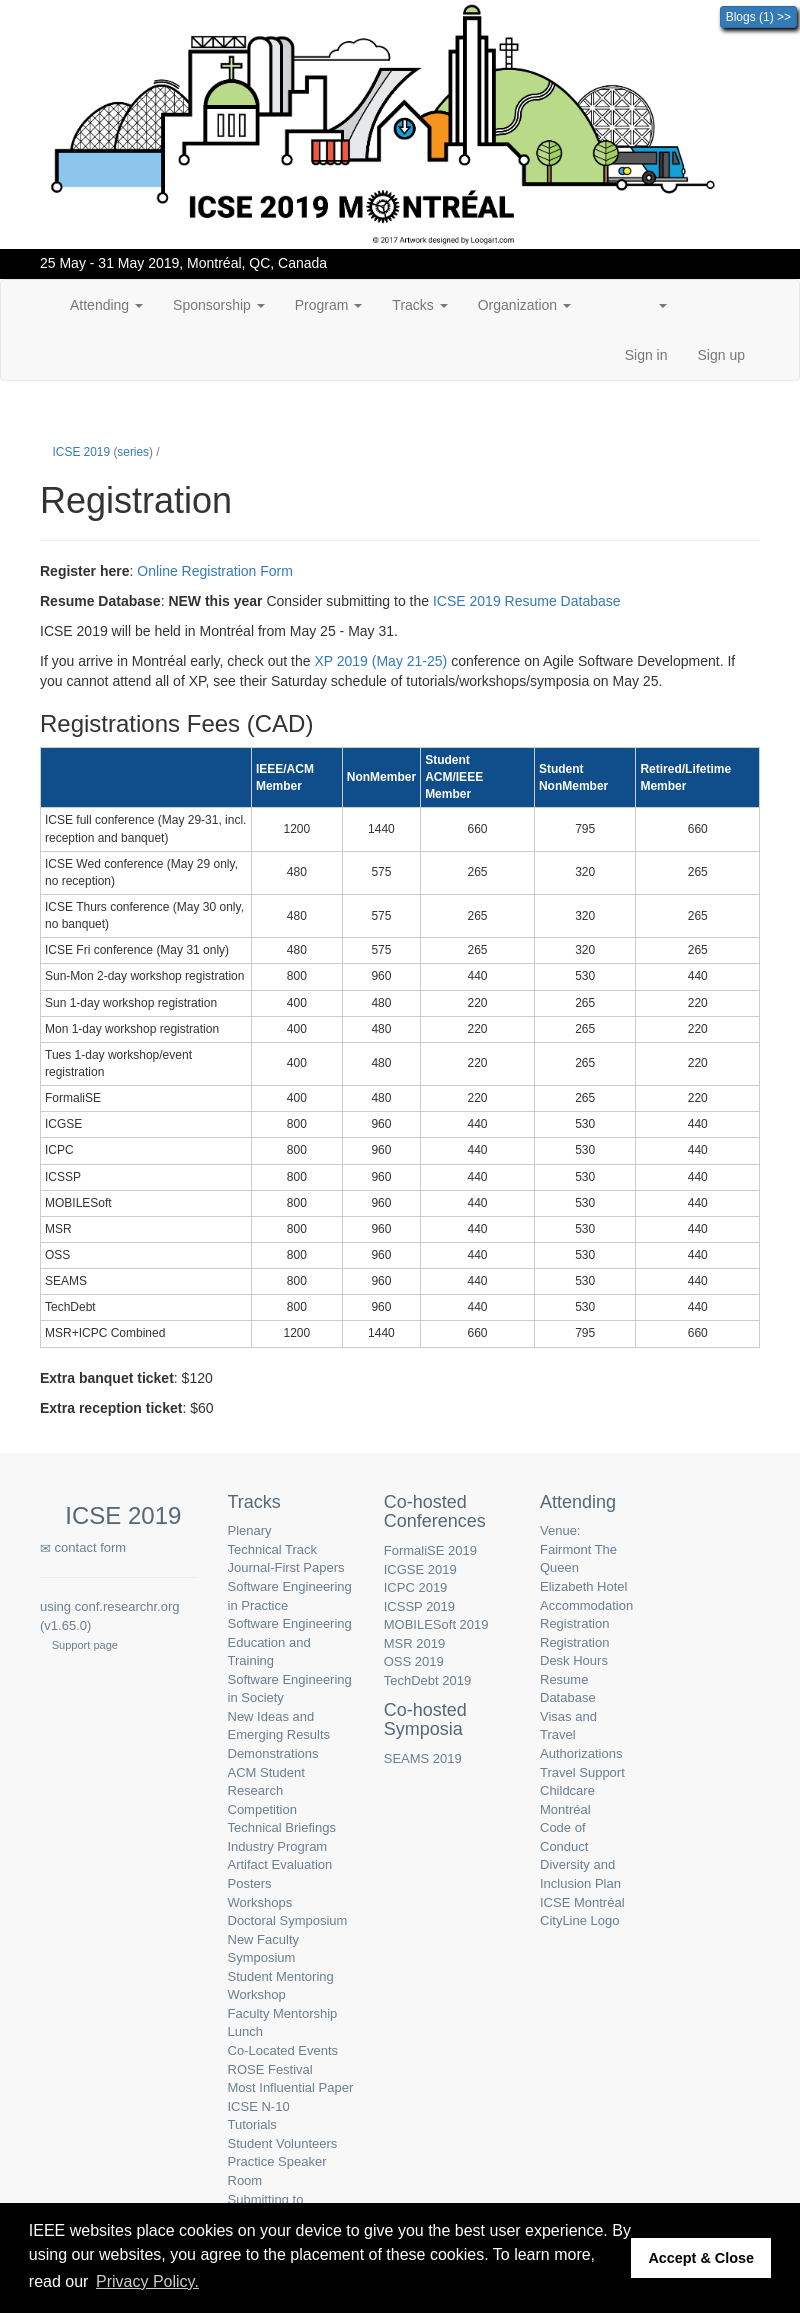 Blogs (1) >>
ICSE 2019 MONTRÉAL
© 2017 Artwork designed by Loogart.com
25 May - 31 May 2019, Montréal, QC, Canada
Attending Sponsorship Program Tracks Organization
Sign in Sign up
ICSE 2019 (series) /
Registration
Register here: Online Registration Form
Resume Database: NEW this year Consider submitting to the ICSE 2019 Resume Database
ICSE 2019 will be held in Montréal from May 25 - May 31.
If you arrive in Montréal early, check out the XP 2019 (May 21-25) conference on Agile Software Development. If
you cannot attend all of XP, see their Saturday schedule of tutorials/workshops/symposia on May 25.
Registrations Fees (CAD)
IEEE/ACM Member NonMember Student ACM/IEEE Member Student NonMember Retired/Lifetime Member
ICSE full conference (May 29-31, incl. reception and banquet) 1200 1440 660 795 660
ICSE Wed conference (May 29 only, no reception) 480 575 265 320 265
ICSE Thurs conference (May 30 only, no banquet) 480 575 265 320 265
ICSE Fri conference (May 31 only) 480 575 265 320 265
Sun-Mon 2-day workshop registration 800 960 440 530 440
Sun 1-day workshop registration 400 480 220 265 220
Mon 1-day workshop registration 400 480 220 265 220
Tues 1-day workshop/event registration 400 480 220 265 220
FormaliSE 400 480 220 265 220
ICGSE 800 960 440 530 440
ICPC 800 960 440 530 440
ICSSP 800 960 440 530 440
MOBILESoft 800 960 440 530 440
MSR 800 960 440 530 440
OSS 800 960 440 530 440
SEAMS 800 960 440 530 440
TechDebt 800 960 440 530 440
MSR+ICPC Combined 1200 1440 660 795 660
Extra banquet ticket: $120
Extra reception ticket: $60
ICSE 2019
✉ contact form
using conf.researchr.org
(v1.65.0)
Support page
Tracks
Plenary
Technical Track
Journal-First Papers
Software Engineering
in Practice
Software Engineering
Education and
Training
Software Engineering
in Society
New Ideas and
Emerging Results
Demonstrations
ACM Student
Research
Competition
Technical Briefings
Industry Program
Artifact Evaluation
Posters
Workshops
Doctoral Symposium
New Faculty
Symposium
Student Mentoring
Workshop
Faculty Mentorship
Lunch
Co-Located Events
ROSE Festival
Most Influential Paper
ICSE N-10
Tutorials
Student Volunteers
Practice Speaker
Room
Submitting to
Co-hosted
Conferences
FormaliSE 2019
ICGSE 2019
ICPC 2019
ICSSP 2019
MOBILESoft 2019
MSR 2019
OSS 2019
TechDebt 2019
Co-hosted
Symposia
SEAMS 2019
Attending
Venue:
Fairmont The
Queen
Elizabeth Hotel
Accommodation
Registration
Registration
Desk Hours
Resume
Database
Visas and
Travel
Authorizations
Travel Support
Childcare
Montréal
Code of
Conduct
Diversity and
Inclusion Plan
ICSE Montréal
CityLine Logo
IEEE websites place cookies on your device to give you the best user experience. By
using our websites, you agree to the placement of these cookies. To learn more,
read our Privacy Policy.
Accept & Close